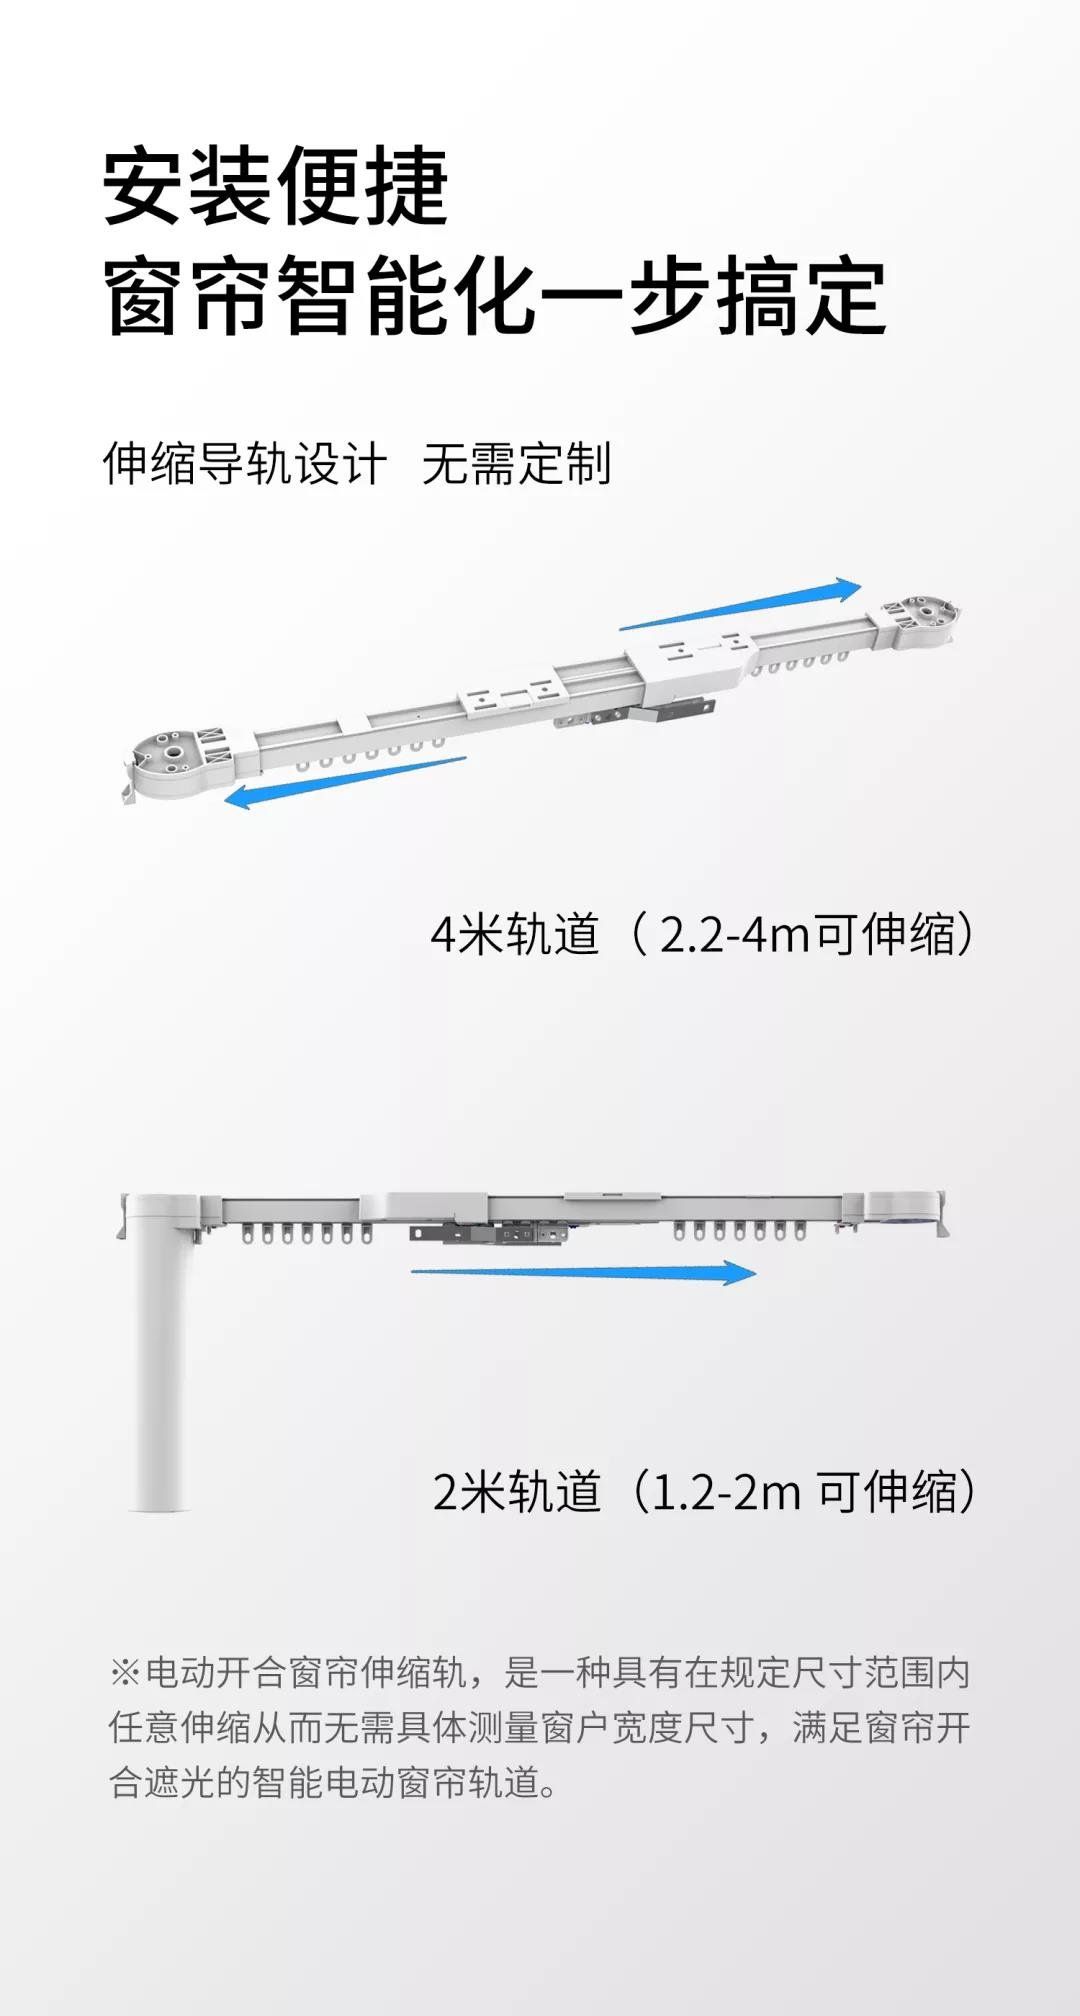 安装便捷
窗帘智能化一步搞定
伸缩导轨设计 无需定制
4米轨道（ 2.2-4m可伸缩）
2米轨道（1.2-2m 可伸缩）
※电动开合窗帘伸缩轨，是一种具有在规定尺寸范围内
任意伸缩从而无需具体测量窗户宽度尺寸，满足窗帘开
合遮光的智能电动窗帘轨道。